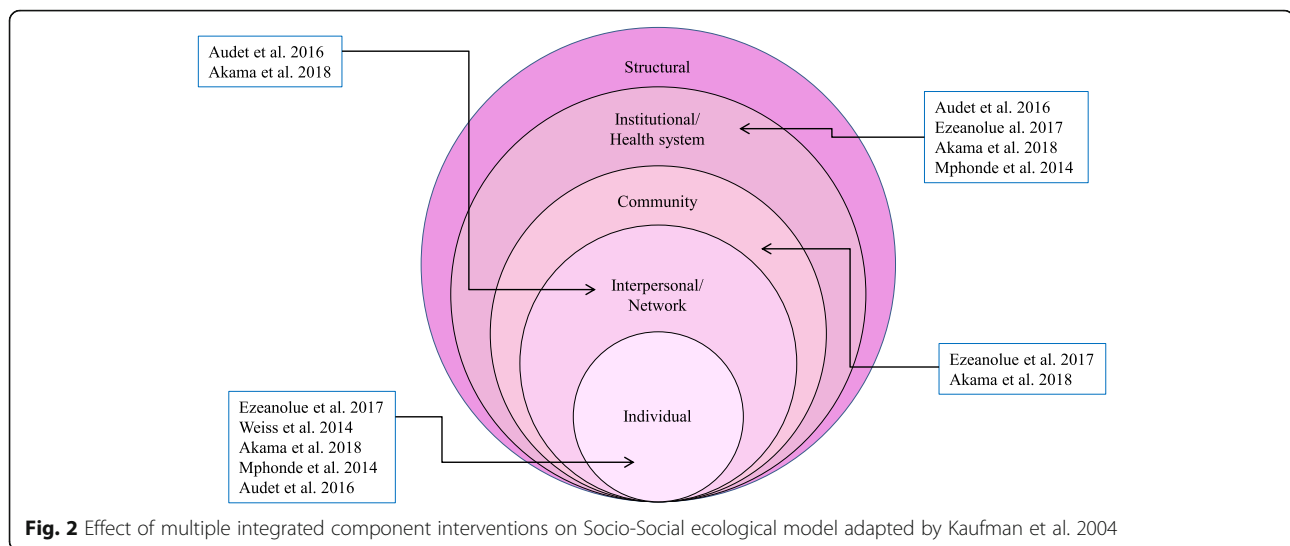 Audet et al. 2016
Akama et al. 2018
Structural
Institutional/
Health system
Audet et al. 2016
Ezeanolue al. 2017
Akama et al. 2018
Mphonde et al. 2014
Community
Interpersonal/
Network
Ezeanolue et al. 2017
Akama et al. 2018
Individual
Ezeanolue et al. 2017
Weiss et al. 2014
Akama et al. 2018
Mphonde et al. 2014
Audet et al. 2016
Fig. 2 Effect of multiple integrated component interventions on Socio-Social ecological model adapted by Kaufman et al. 2004